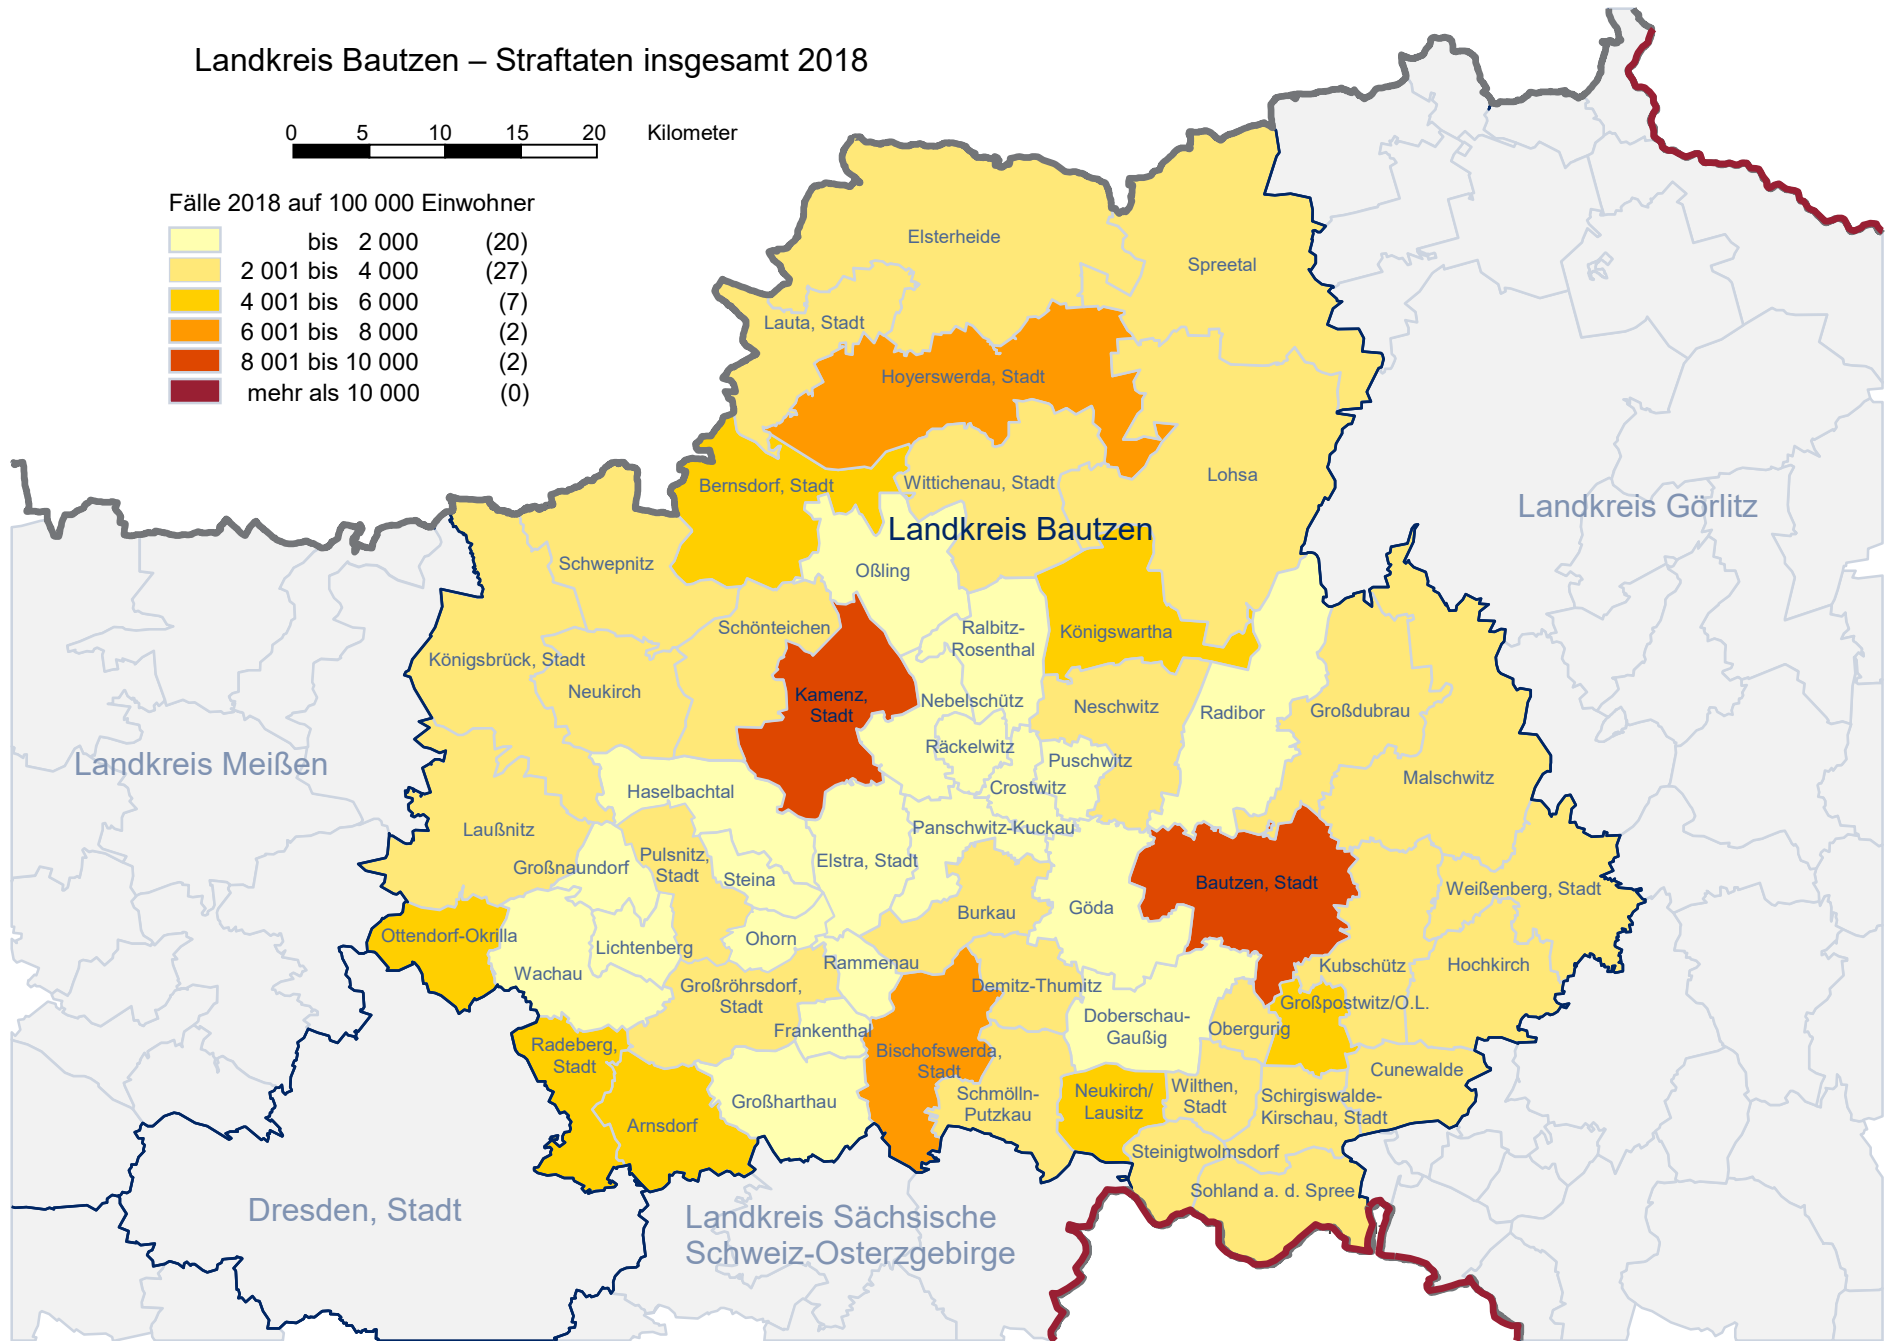 Landkreis Bautzen – Straftaten insgesamt 2018
0 5 10 15 20 Kilometer
Fälle 2018 auf 100 000 Einwohner
bis 2 000 (20)
2 001 bis 4 000 (27)
4 001 bis 6 000 (7)
6 001 bis 8 000 (2)
8 001 bis 10 000 (2)
mehr als 10 000 (0)
Elsterheide
Spreetal
Lauta, Stadt
Hoyerswerda, Stadt
Lohsa
Bernsdorf, Stadt
Wittichenau, Stadt
Landkreis Görlitz
Landkreis Bautzen
Schwepnitz
Oßling
Schönteichen
Ralbitz-
Rosenthal
Königswartha
Königsbrück, Stadt
Neukirch
Kamenz,
Stadt
Nebelschütz
Neschwitz
Radibor
Großdubrau
Landkreis Meißen
Räckelwitz
Puschwitz
Malschwitz
Haselbachtal
Crostwitz
Laußnitz
Panschwitz-Kuckau
Großnaundorf
Pulsnitz,
Stadt
Steina
Elstra, Stadt
Bautzen, Stadt
Weißenberg, Stadt
Burkau
Göda
Ottendorf-Okrilla
Lichtenberg
Ohorn
Wachau
Rammenau
Kubschütz
Hochkirch
Großröhrsdorf,
Stadt
Demitz-Thumitz
Großpostwitz/O.L.
Frankenthal
Doberschau-
Gaußig
Obergurig
Radeberg,
Stadt
Bischofswerda,
Stadt
Cunewalde
Großharthau
Schmölln-
Putzkau
Neukirch/
Lausitz
Wilthen,
Stadt
Schirgiswalde-
Kirschau, Stadt
Arnsdorf
Steinigtwolmsdorf
Sohland a. d. Spree
Dresden, Stadt
Landkreis Sächsische
Schweiz-Osterzgebirge